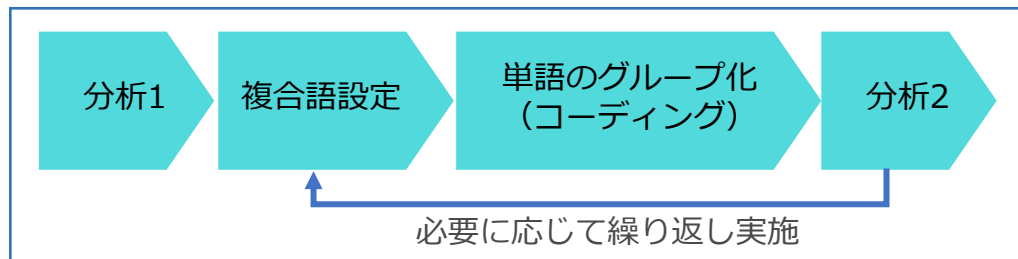 分析1
複合語設定
単語のグループ化
（コーディング）
分析2
必要に応じて繰り返し実施